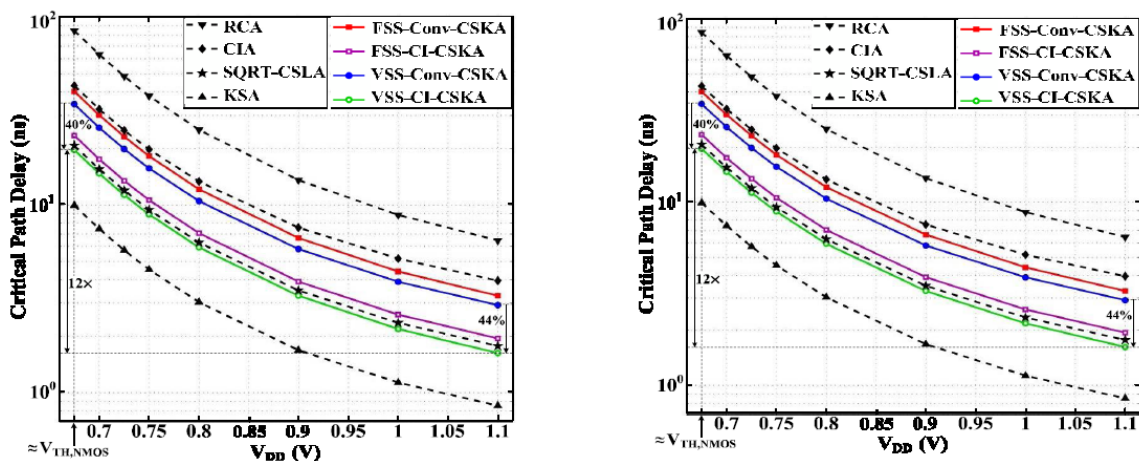 10²
RCA
CIA
SQRT-CSLA
KSA
FSS-Conv-CSKA
FSS-CI-CSKA
VSS-Conv-CSKA
VSS-CI-CSKA
40%
10¹
12×
44%
10⁰
Critical Path Delay (ns)
0.7 0.75 0.8 0.85 0.9 0.95 1 1.05 1.1
≈V_TH,NMOS
V_DD (V)
10²
RCA
CIA
SQRT-CSLA
KSA
FSS-Conv-CSKA
FSS-CI-CSKA
VSS-Conv-CSKA
VSS-CI-CSKA
40%
10¹
12×
44%
10⁰
Critical Path Delay (ns)
0.7 0.75 0.8 0.85 0.9 0.95 1 1.05 1.1
≈V_TH,NMOS
V_DD (V)